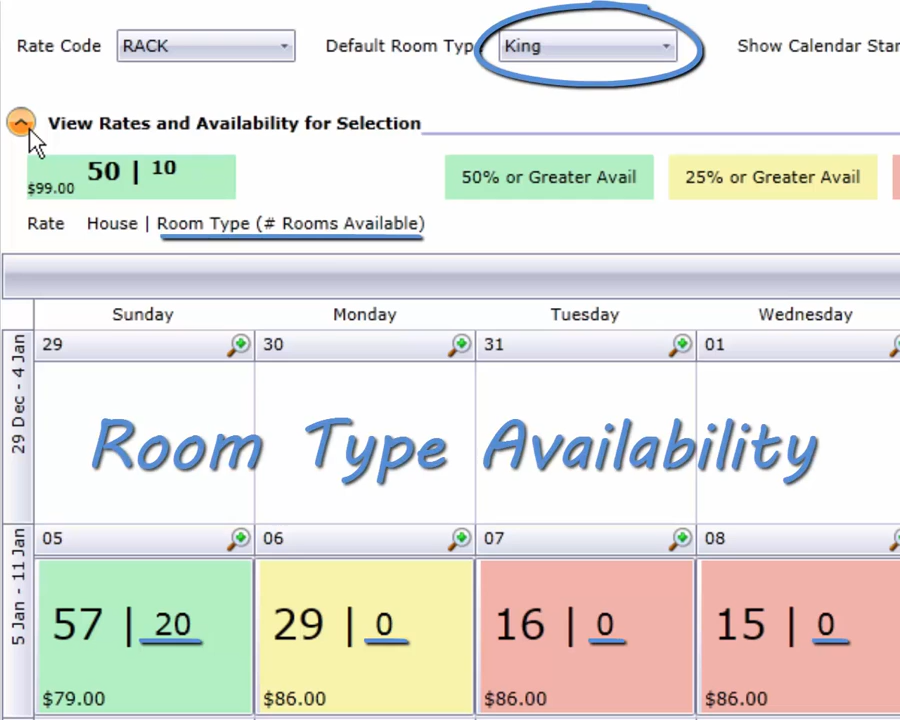 Rate Code RACK Default Room Typ King Show Calendar Star
View Rates and Availability for Selection
$99.00 50 | 10 50% or Greater Avail 25% or Greater Avail
Rate House | Room Type (# Rooms Available)
Sunday Monday Tuesday Wednesday
29 Dec - 4 Jan
29 30 31 01
Room Type Availability
5 Jan - 11 Jan
05 06 07 08
57 | 20 29 | 0 16 | 0 15 | 0
$79.00 $86.00 $86.00 $86.00